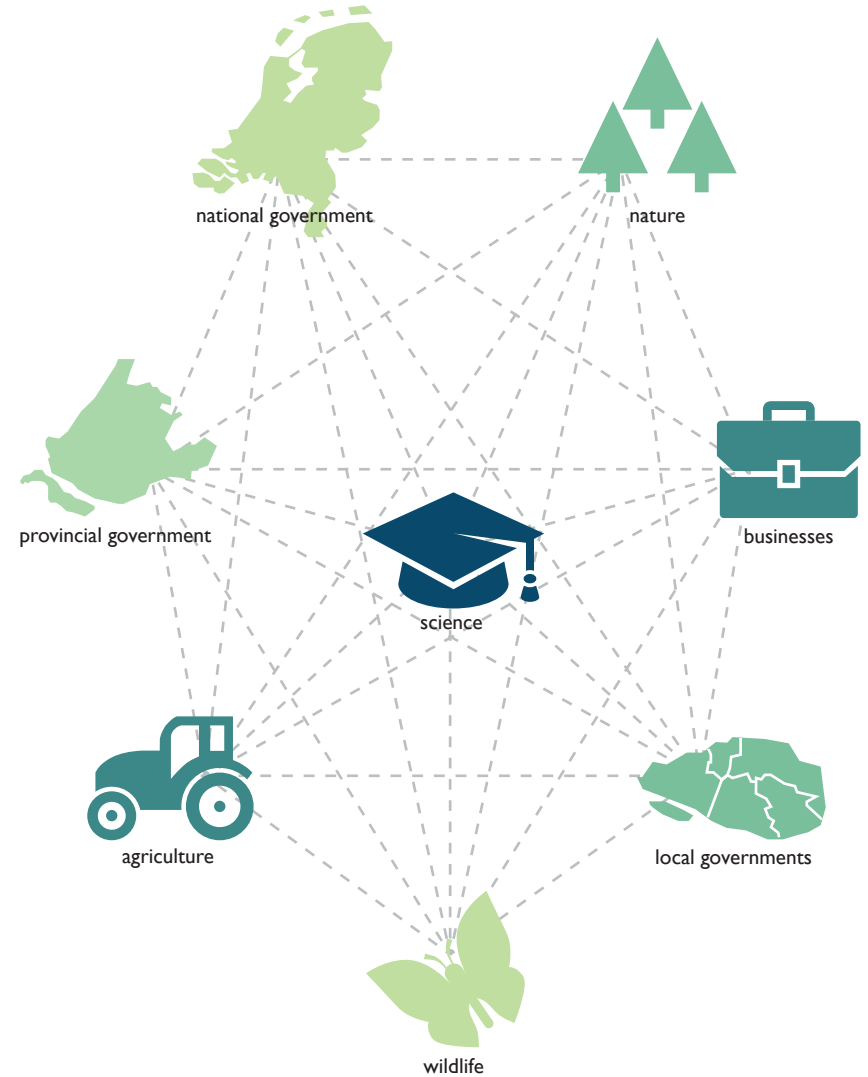 national government
nature
provincial government
businesses
science
agriculture
local governments
wildlife